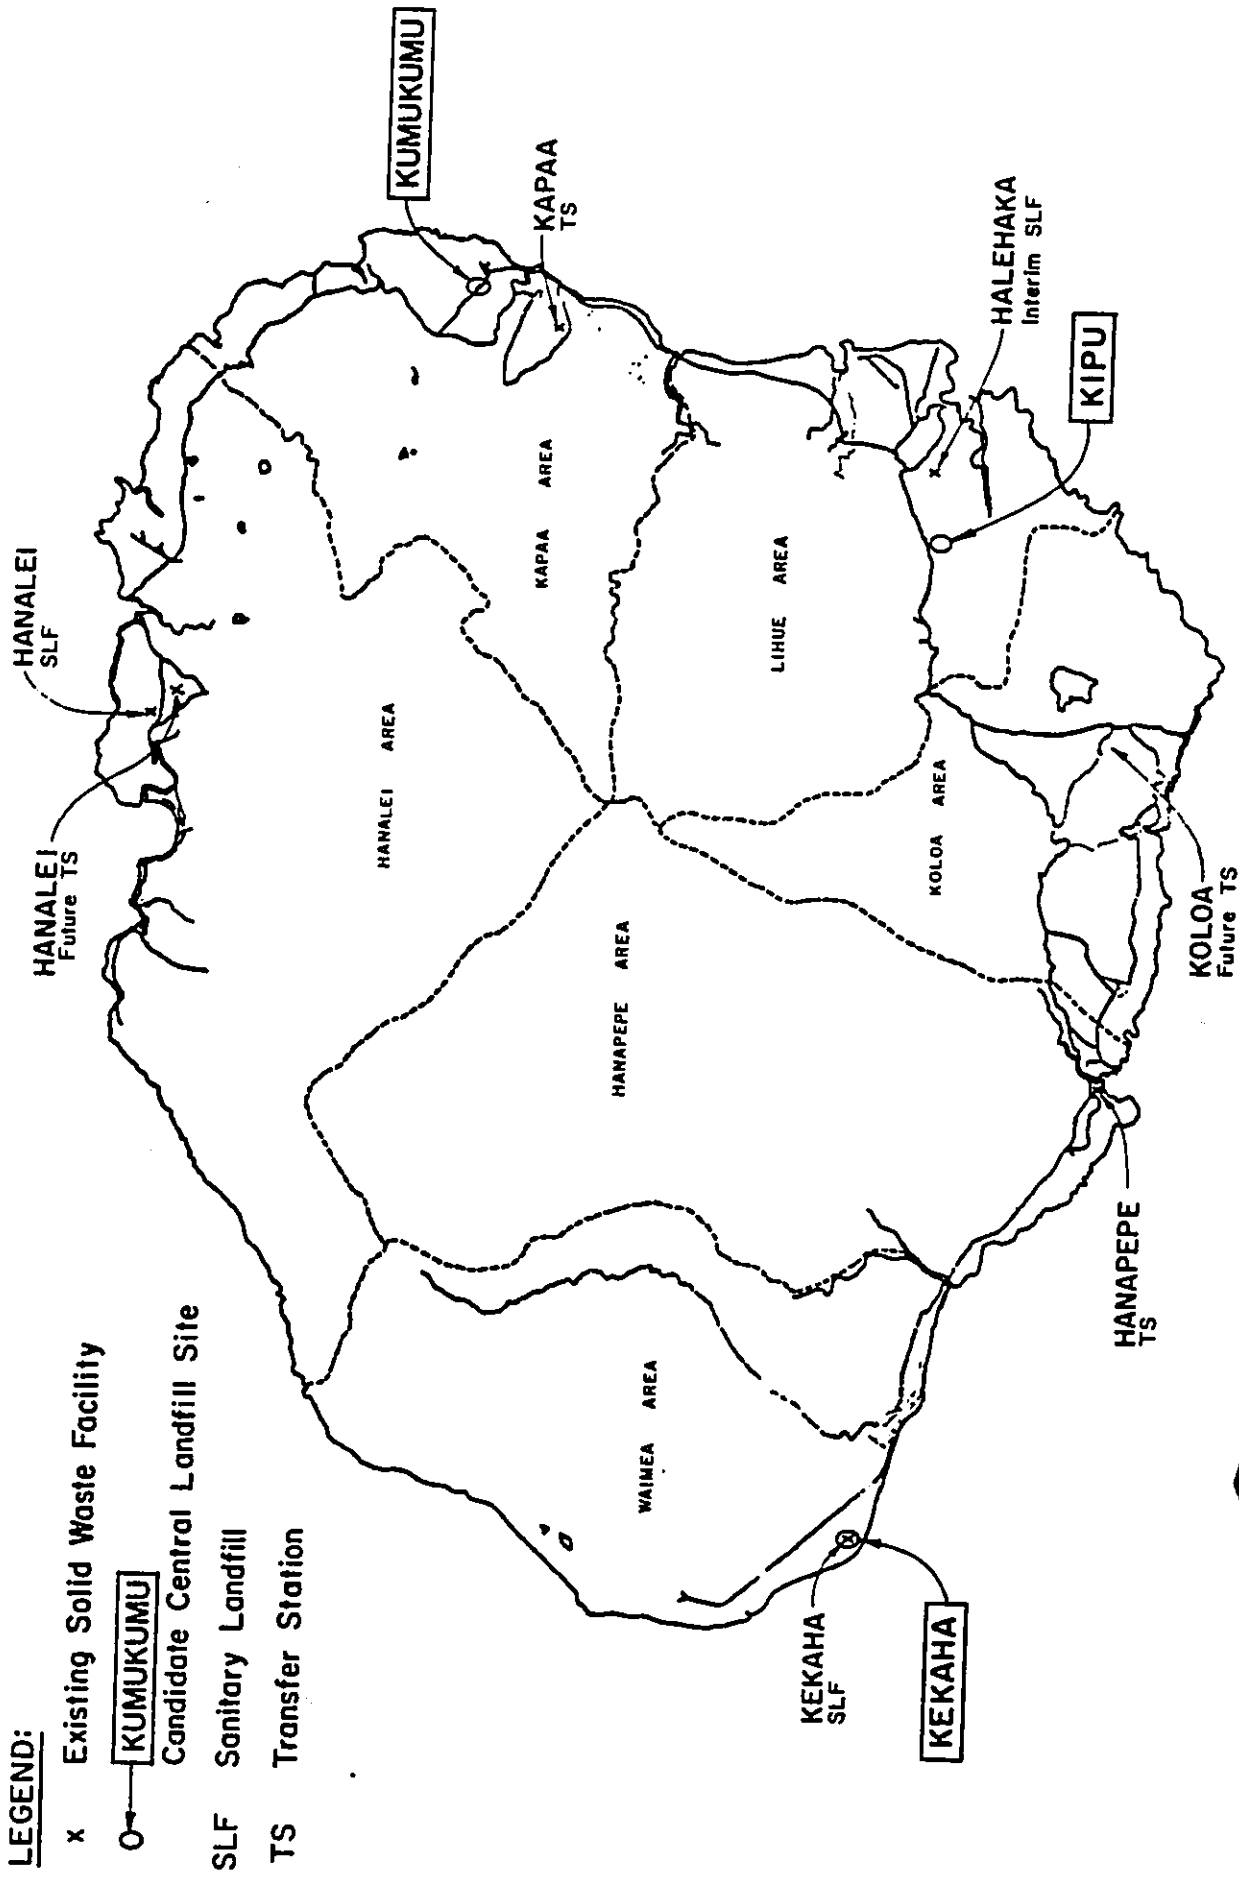 LEGEND:
x Existing Solid Waste Facility
KUMUKUMU
Candidate Central Landfill Site
SLF Sanitary Landfill
TS Transfer Station
HANALEI
SLF
HANALEI
Future TS
KUMUKUMU
KAPAA
TS
HANALEI AREA
KAPAA AREA
HANAPEPE AREA
LIHUE AREA
WAIMEA AREA
KOLOA AREA
HALEHAKA
Interim SLF
KIPU
KEKAHA
SLF
KEKAHA
HANAPEPE
TS
KOLOA
Future TS